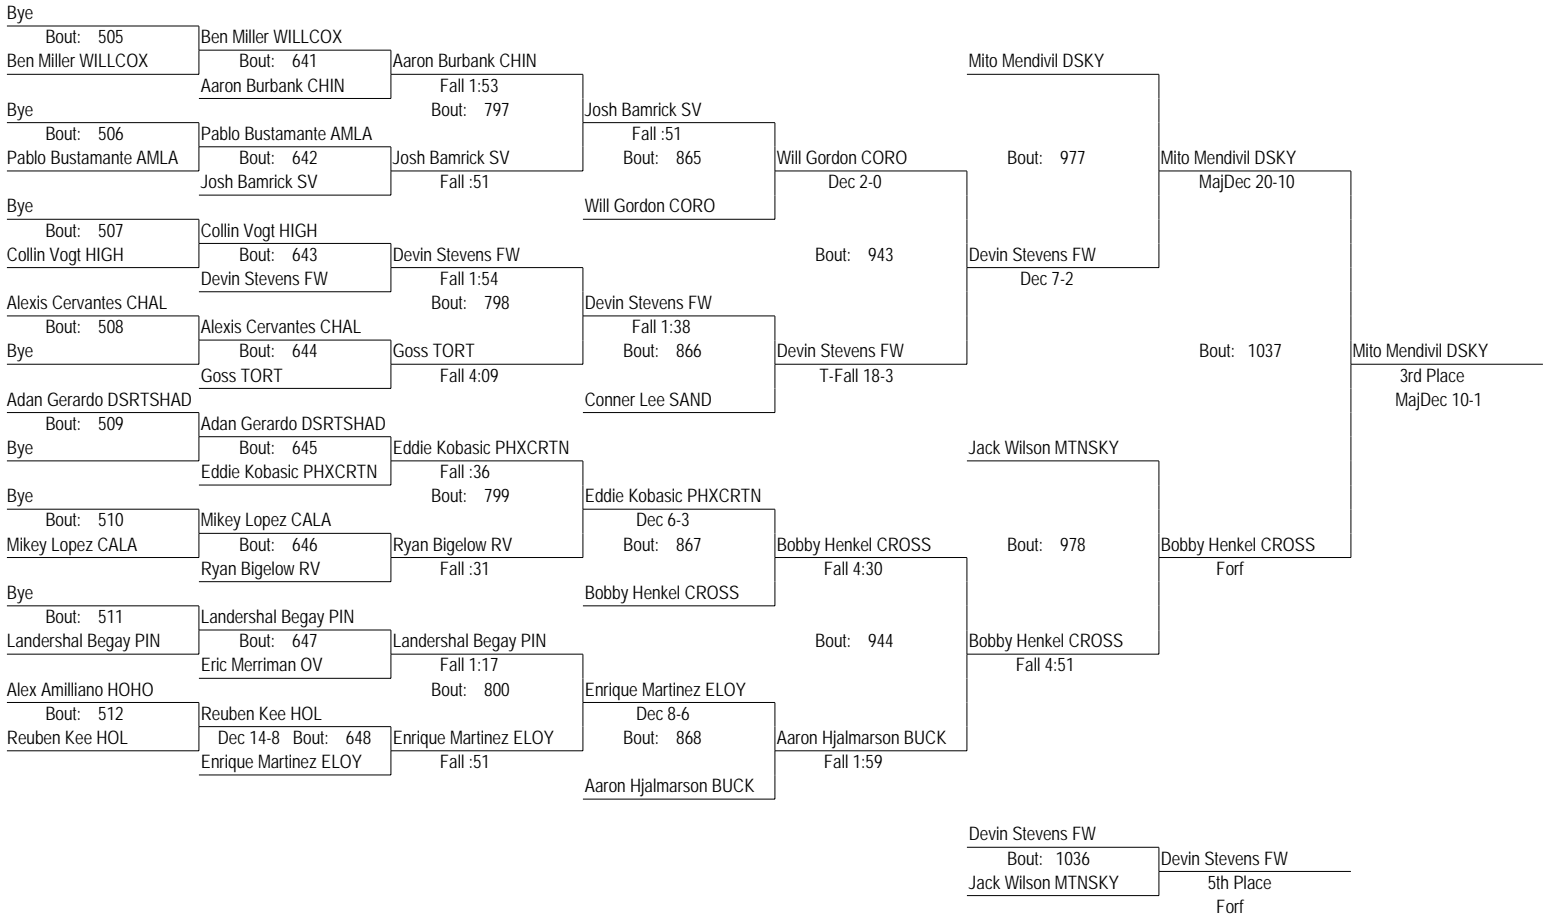 Bye
Bout: 505
Ben Miller WILLCOX
Bye
Bout: 506
Pablo Bustamante AMLA
Bye
Bout: 507
Collin Vogt HIGH
Alexis Cervantes CHAL
Bout: 508
Bye
Adan Gerardo DSRTSHAD
Bout: 509
Bye
Bye
Bout: 510
Mikey Lopez CALA
Bye
Bout: 511
Landershal Begay PIN
Alex Amilliano HOHO
Bout: 512
Reuben Kee HOL
Ben Miller WILLCOX
Bout: 641
Aaron Burbank CHIN
Pablo Bustamante AMLA
Bout: 642
Josh Bamrick SV
Collin Vogt HIGH
Bout: 643
Devin Stevens FW
Alexis Cervantes CHAL
Bout: 644
Goss TORT
Adan Gerardo DSRTSHAD
Bout: 645
Eddie Kobasic PHXCRTN
Mikey Lopez CALA
Bout: 646
Ryan Bigelow RV
Landershal Begay PIN
Bout: 647
Eric Merriman OV
Reuben Kee HOL
Dec 14-8 Bout: 648
Enrique Martinez ELOY
Aaron Burbank CHIN
Fall 1:53
Bout: 797
Josh Bamrick SV
Fall :51
Devin Stevens FW
Fall 1:54
Bout: 798
Goss TORT
Fall 4:09
Eddie Kobasic PHXCRTN
Fall :36
Bout: 799
Ryan Bigelow RV
Fall :31
Landershal Begay PIN
Fall 1:17
Bout: 800
Enrique Martinez ELOY
Fall :51
Josh Bamrick SV
Fall :51
Bout: 865
Will Gordon CORO
Devin Stevens FW
Fall 1:38
Bout: 866
Conner Lee SAND
Eddie Kobasic PHXCRTN
Dec 6-3
Bout: 867
Bobby Henkel CROSS
Enrique Martinez ELOY
Dec 8-6
Bout: 868
Aaron Hjalmarson BUCK
Will Gordon CORO
Dec 2-0
Bout: 943
Devin Stevens FW
T-Fall 18-3
Bobby Henkel CROSS
Fall 4:30
Bout: 944
Aaron Hjalmarson BUCK
Fall 1:59
Mito Mendivil DSKY
Bout: 977
Devin Stevens FW
Dec 7-2
Jack Wilson MTNSKY
Bout: 978
Bobby Henkel CROSS
Fall 4:51
Mito Mendivil DSKY
MajDec 20-10
Bout: 1037
Bobby Henkel CROSS
Forf
Mito Mendivil DSKY
3rd Place
MajDec 10-1
Devin Stevens FW
Bout: 1036
Jack Wilson MTNSKY
Devin Stevens FW
5th Place
Forf